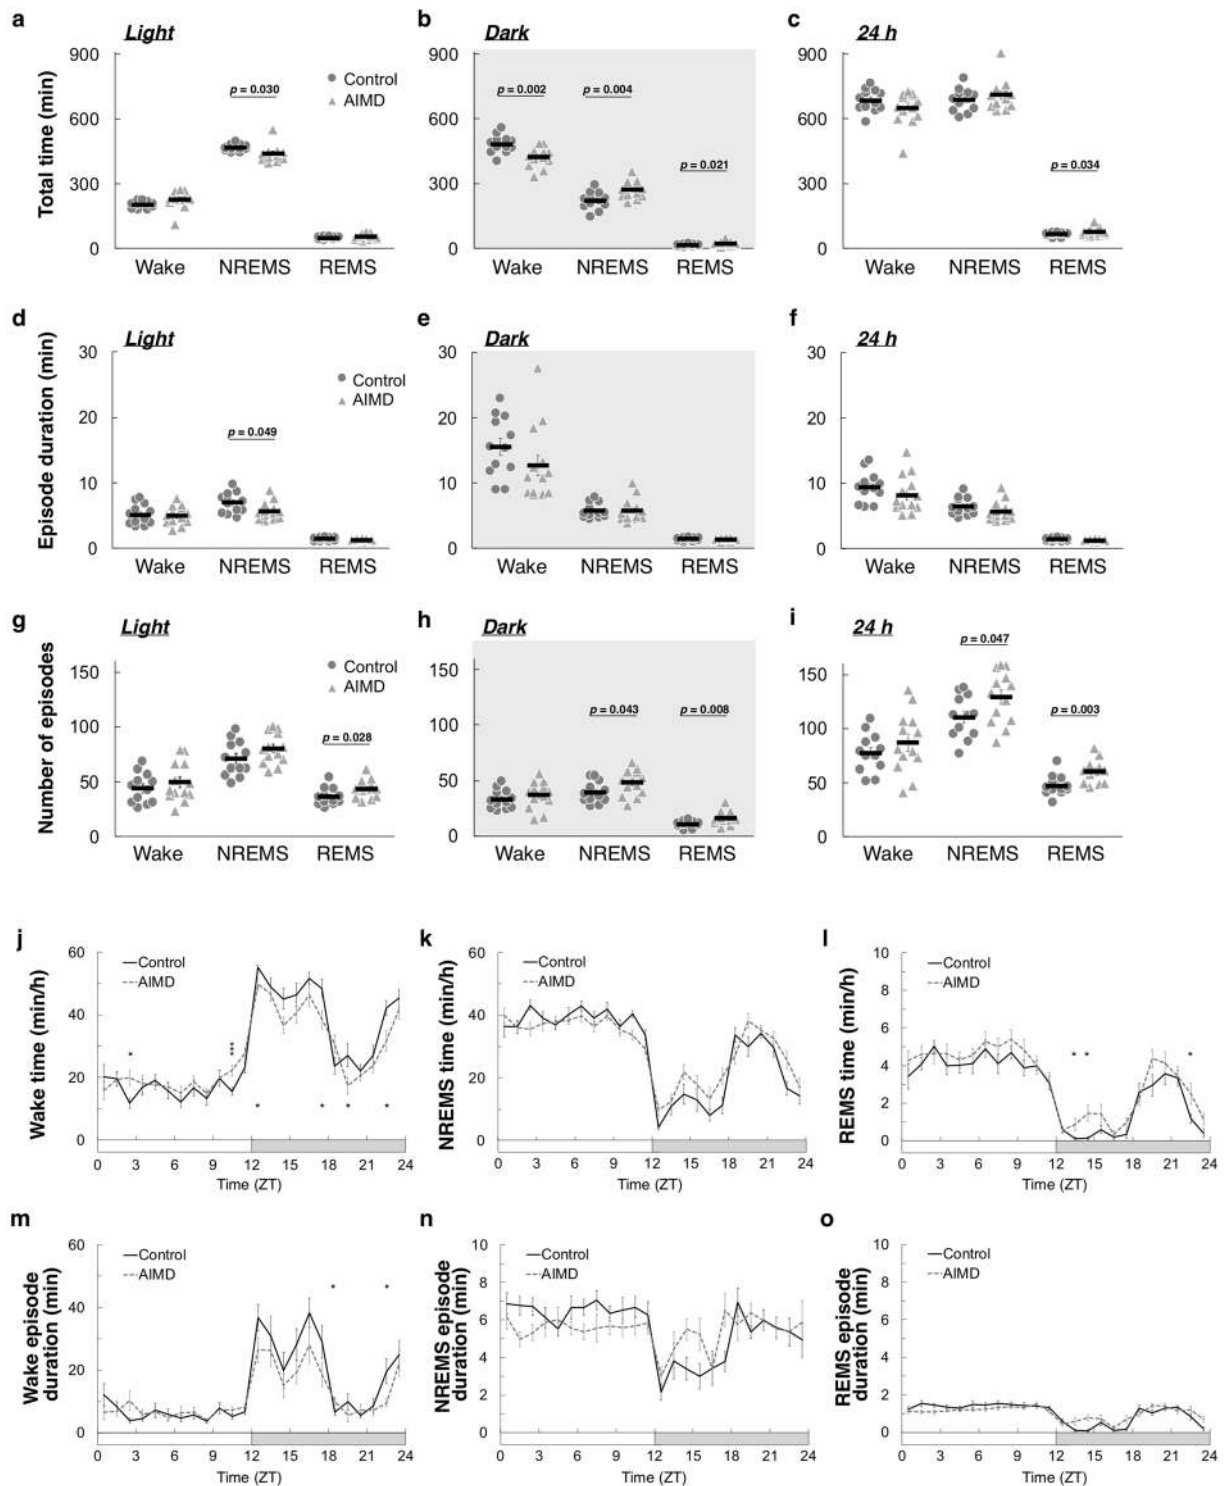 a
Light
b
Dark
c
24 h
Total time (min)
900
600
300
0
Control
AIMD
p = 0.030
Wake
NREMS
REMS
900
600
300
0
p = 0.002
p = 0.004
p = 0.021
Wake
NREMS
REMS
900
600
300
0
p = 0.034
Wake
NREMS
REMS
d
Light
e
Dark
f
24 h
Episode duration (min)
30
20
10
0
Control
AIMD
p = 0.049
Wake
NREMS
REMS
30
20
10
0
Wake
NREMS
REMS
30
20
10
0
Wake
NREMS
REMS
g
Light
h
Dark
i
24 h
Number of episodes
150
100
50
0
Control
AIMD
p = 0.028
Wake
NREMS
REMS
150
100
50
0
p = 0.043
p = 0.008
Wake
NREMS
REMS
150
100
50
0
p = 0.047
p = 0.003
Wake
NREMS
REMS
j
Wake time (min/h)
60
40
20
0
Control
AIMD
*
***
* * * *
0 3 6 9 12 15 18 21 24
Time (ZT)
k
NREMS time (min/h)
60
40
20
0
Control
AIMD
0 3 6 9 12 15 18 21 24
Time (ZT)
l
REMS time (min/h)
10
8
6
4
2
0
Control
AIMD
* * *
0 3 6 9 12 15 18 21 24
Time (ZT)
m
Wake episode
duration (min)
60
40
20
0
Control
AIMD
* *
0 3 6 9 12 15 18 21 24
Time (ZT)
n
NREMS episode
duration (min)
10
8
6
4
2
0
Control
AIMD
0 3 6 9 12 15 18 21 24
Time (ZT)
o
REMS episode
duration (min)
10
8
6
4
2
0
Control
AIMD
0 3 6 9 12 15 18 21 24
Time (ZT)